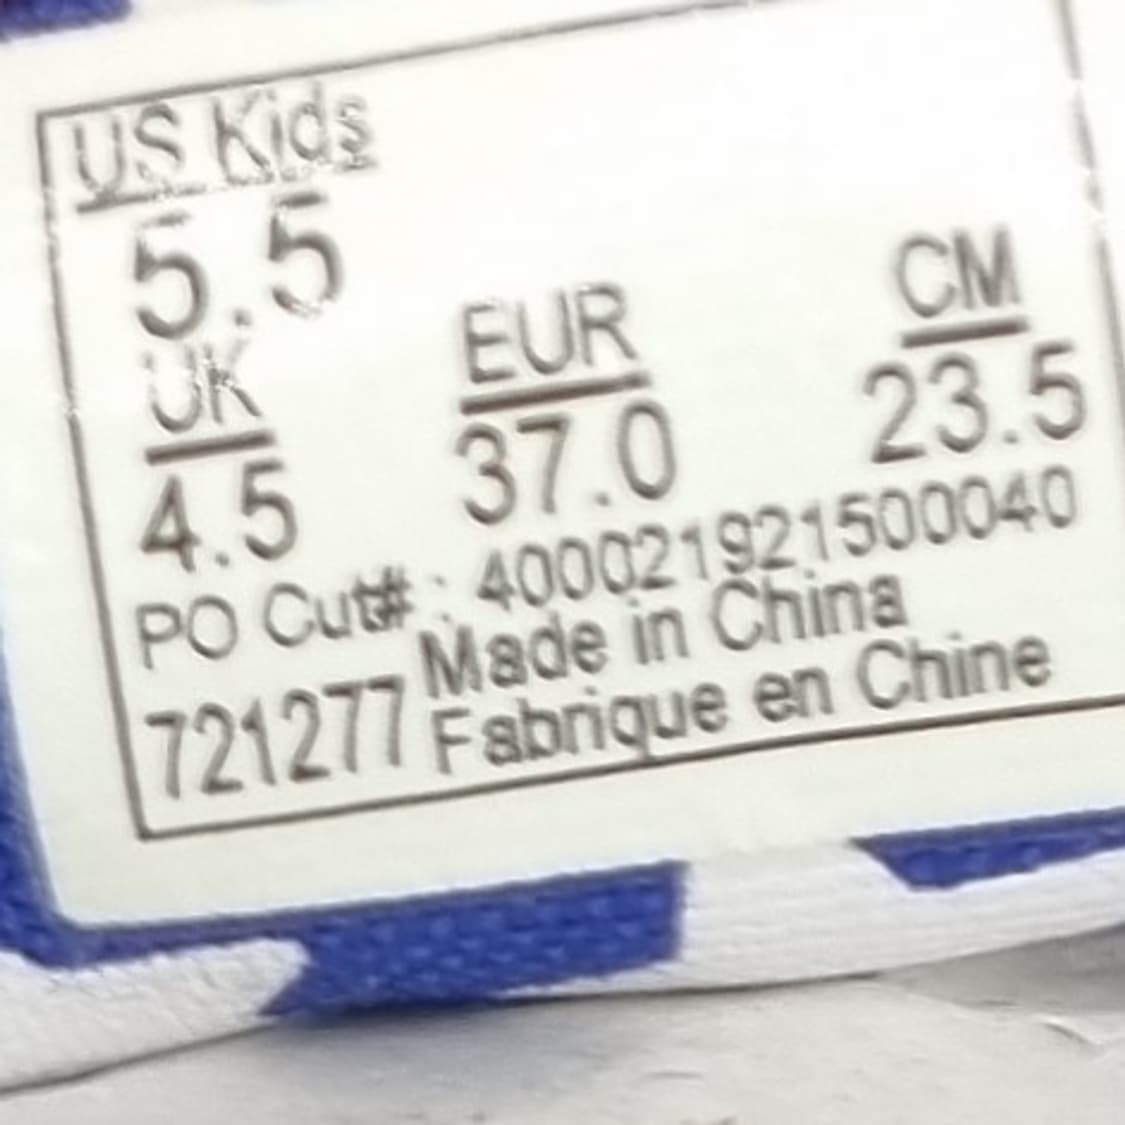 US Kids
5.5
UK EUR CM
4.5 37.0 23.5
PO Cut# : 400021921500040
Made in China
721277 Fabrique en Chine